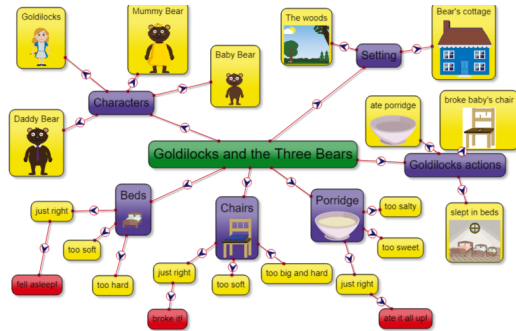 Goldilocks
Mummy Bear
Baby Bear
Daddy Bear
Characters
The woods
Setting
Bear's cottage
Goldilocks and the Three Bears
ate porridge
broke baby's chair
Goldilocks actions
slept in beds
Beds
just right
too soft
too hard
fell asleep!
Chairs
just right
too soft
too big and hard
broke it!
Porridge
too salty
too sweet
just right
ate it all up!